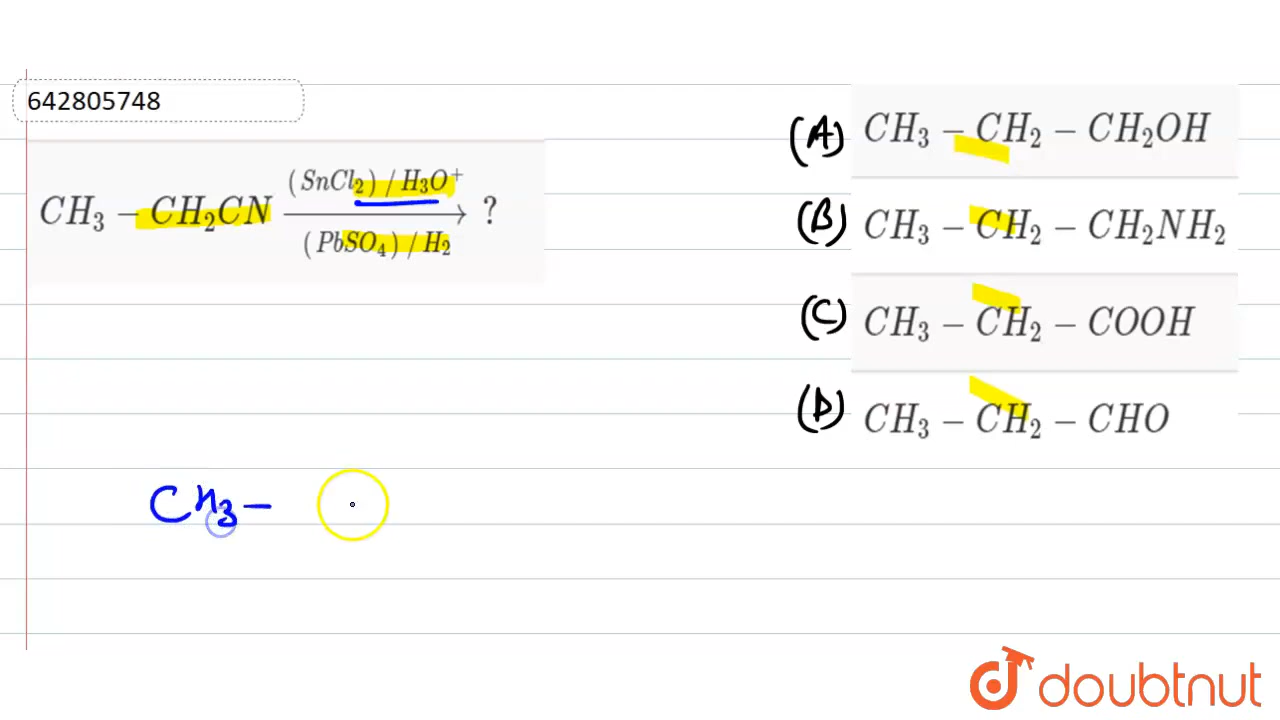 642805748
(SnCl₂) / H₃O⁺
CH₃ − CH₂CN → ?
(PbSO₄) / H₂
(A) CH₃ − CH₂ − CH₂OH
(B) CH₃ − CH₂ − CH₂NH₂
(C) CH₃ − CH₂ − COOH
(D) CH₃ − CH₂ − CHO
CH₃ −
doubtnut